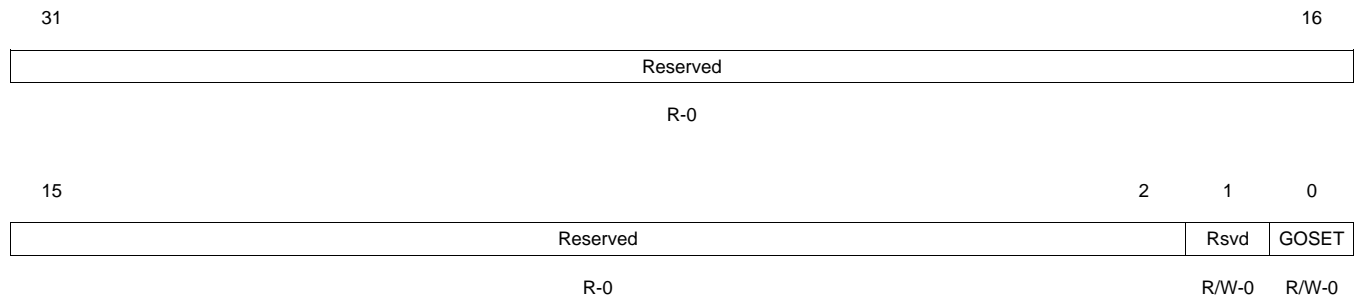 31 16
Reserved
R-0
15 2 1 0
Reserved Rsvd GOSET
R-0 R/W-0 R/W-0